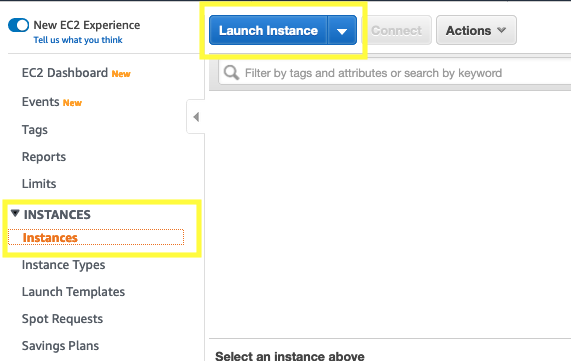 New EC2 Experience
Tell us what you think
Launch Instance
Connect
Actions
Filter by tags and attributes or search by keyword
EC2 Dashboard New
Events New
Tags
Reports
Limits
INSTANCES
Instances
Instance Types
Launch Templates
Spot Requests
Savings Plans
Select an instance above